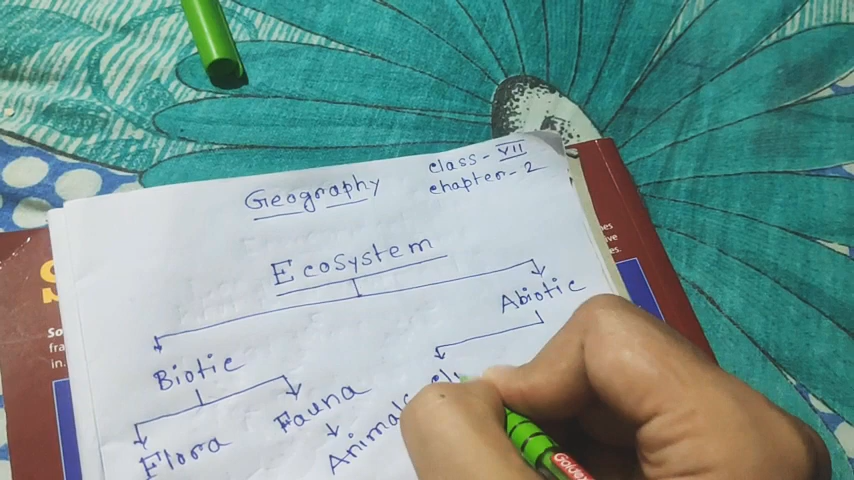 Geography
class - VII
chapter - 2
Ecosystem
Biotic
Abiotic
Flora
Fauna
Animals